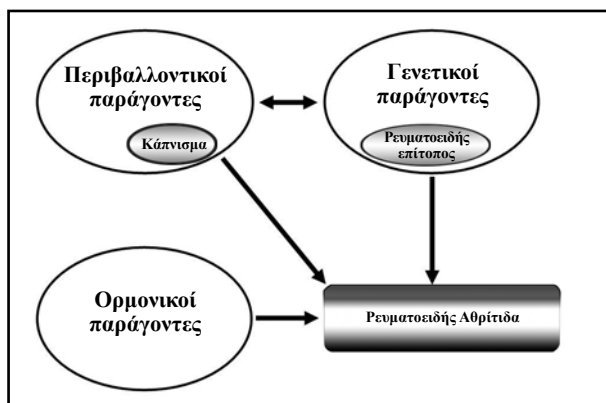 Περιβαλλοντικοί
παράγοντες
Κάπνισμα
Γενετικοί
παράγοντες
Ρευματοειδής
επίτοπος
Ορμονικοί
παράγοντες
Ρευματοειδής Αθρίτιδα